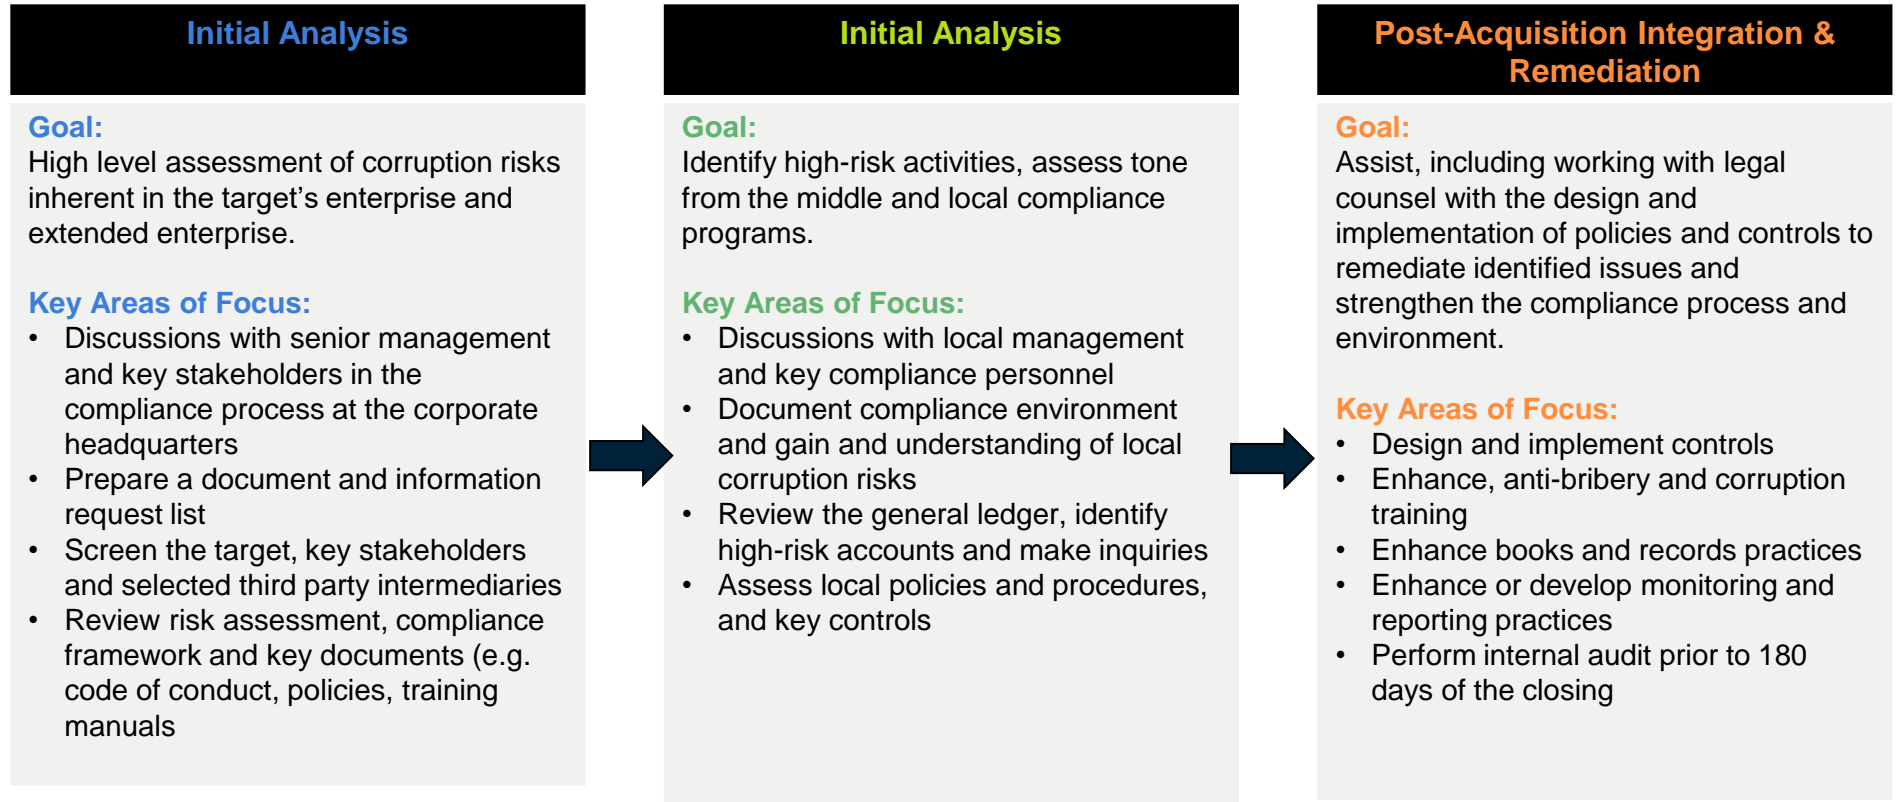 Initial Analysis
Goal:
High level assessment of corruption risks
inherent in the target’s enterprise and
extended enterprise.
Key Areas of Focus:
• Discussions with senior management
and key stakeholders in the
compliance process at the corporate
headquarters
• Prepare a document and information
request list
• Screen the target, key stakeholders
and selected third party intermediaries
• Review risk assessment, compliance
framework and key documents (e.g.
code of conduct, policies, training
manuals
Initial Analysis
Goal:
Identify high-risk activities, assess tone
from the middle and local compliance
programs.
Key Areas of Focus:
• Discussions with local management
and key compliance personnel
• Document compliance environment
and gain and understanding of local
corruption risks
• Review the general ledger, identify
high-risk accounts and make inquiries
• Assess local policies and procedures,
and key controls
Post-Acquisition Integration &
Remediation
Goal:
Assist, including working with legal
counsel with the design and
implementation of policies and controls to
remediate identified issues and
strengthen the compliance process and
environment.
Key Areas of Focus:
• Design and implement controls
• Enhance, anti-bribery and corruption
training
• Enhance books and records practices
• Enhance or develop monitoring and
reporting practices
• Perform internal audit prior to 180
days of the closing